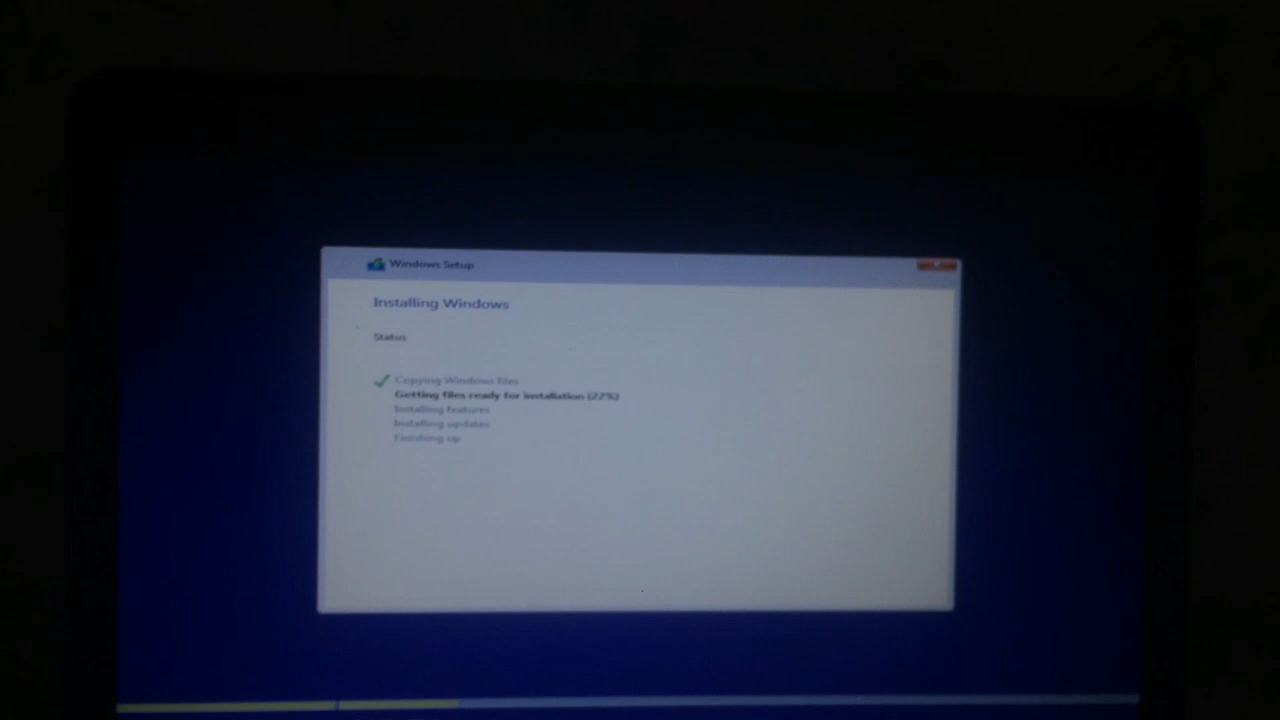 Windows Setup
Installing Windows
Status
Copying Windows files
Getting files ready for installation (22%)
Installing features
Installing updates
Finishing up